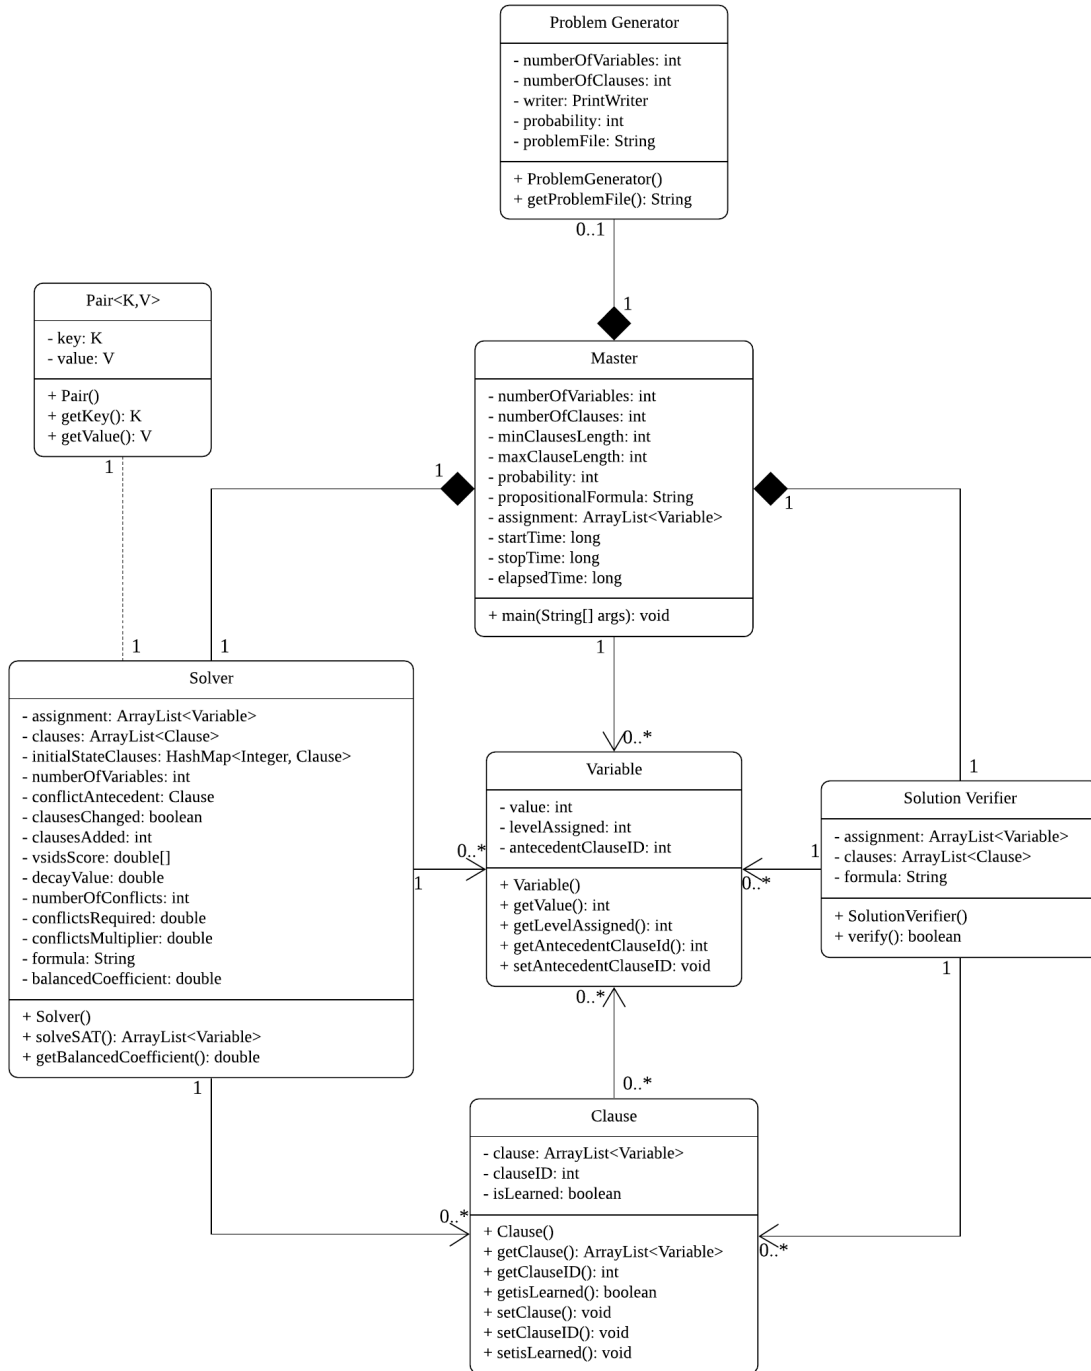 Problem Generator
- numberOfVariables: int
- numberOfClauses: int
- writer: PrintWriter
- probability: int
- problemFile: String
+ ProblemGenerator()
+ getProblemFile(): String
0..1
1
Pair<K,V>
- key: K
- value: V
+ Pair()
+ getKey(): K
+ getValue(): V
1
1
Master
- numberOfVariables: int
- numberOfClauses: int
- minClausesLength: int
- maxClauseLength: int
- probability: int
- propositionalFormula: String
- assignment: ArrayList<Variable>
- startTime: long
- stopTime: long
- elapsedTime: long
+ main(String[] args): void
1
1
1
1
0..*
1
Solver
- assignment: ArrayList<Variable>
- clauses: ArrayList<Clause>
- initialStateClauses: HashMap<Integer, Clause>
- numberOfVariables: int
- conflictAntecedent: Clause
- clausesChanged: boolean
- clausesAdded: int
- vsidsScore: double[]
- decayValue: double
- numberOfConflicts: int
- conflictsRequired: double
- conflictsMultiplier: double
- formula: String
- balancedCoefficient: double
+ Solver()
+ solveSAT(): ArrayList<Variable>
+ getBalancedCoefficient(): double
1
0..*
1
0..*
Variable
- value: int
- levelAssigned: int
- antecedentClauseID: int
+ Variable()
+ getValue(): int
+ getLevelAssigned(): int
+ getAntecedentClauseId(): int
+ setAntecedentClauseID: void
0..*
0..*
Solution Verifier
- assignment: ArrayList<Variable>
- clauses: ArrayList<Clause>
- formula: String
+ SolutionVerifier()
+ verify(): boolean
1
0..*
1
0..*
Clause
- clause: ArrayList<Variable>
- clauseID: int
- isLearned: boolean
+ Clause()
+ getClause(): ArrayList<Variable>
+ getClauseID(): int
+ getisLearned(): boolean
+ setClause(): void
+ setClauseID(): void
+ setisLearned(): void